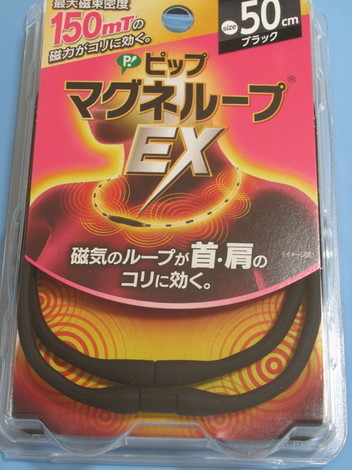 最大磁束密度
150mTの
磁力がコリに効く。
size 50cm
ブラック
P! ピップ
マグネループ®
EX
磁気のループが首・肩の
コリに効く。
(イメージ図)